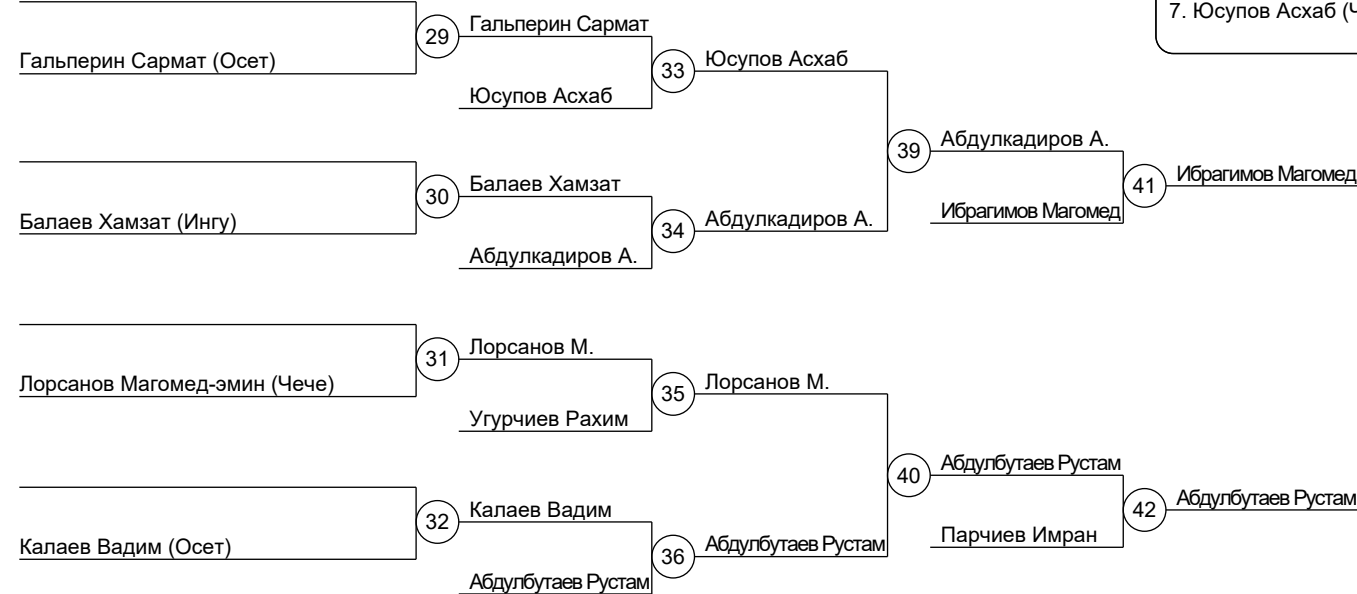 7. Юсупов Асхаб (Ч
29
Гальперин Сармат
Гальперин Сармат (Осет)
33
Юсупов Асхаб
Юсупов Асхаб
39
Абдулкадиров А.
30
Балаев Хамзат
41
Ибрагимов Магомед
Балаев Хамзат (Ингу)
34
Абдулкадиров А.
Ибрагимов Магомед
Абдулкадиров А.
31
Лорсанов М.
Лорсанов Магомед-эмин (Чече)
35
Лорсанов М.
Угурчиев Рахим
40
Абдулбутаев Рустам
32
Калаев Вадим
42
Абдулбутаев Рустам
Калаев Вадим (Осет)
36
Абдулбутаев Рустам
Парчиев Имран
Абдулбутаев Рустам